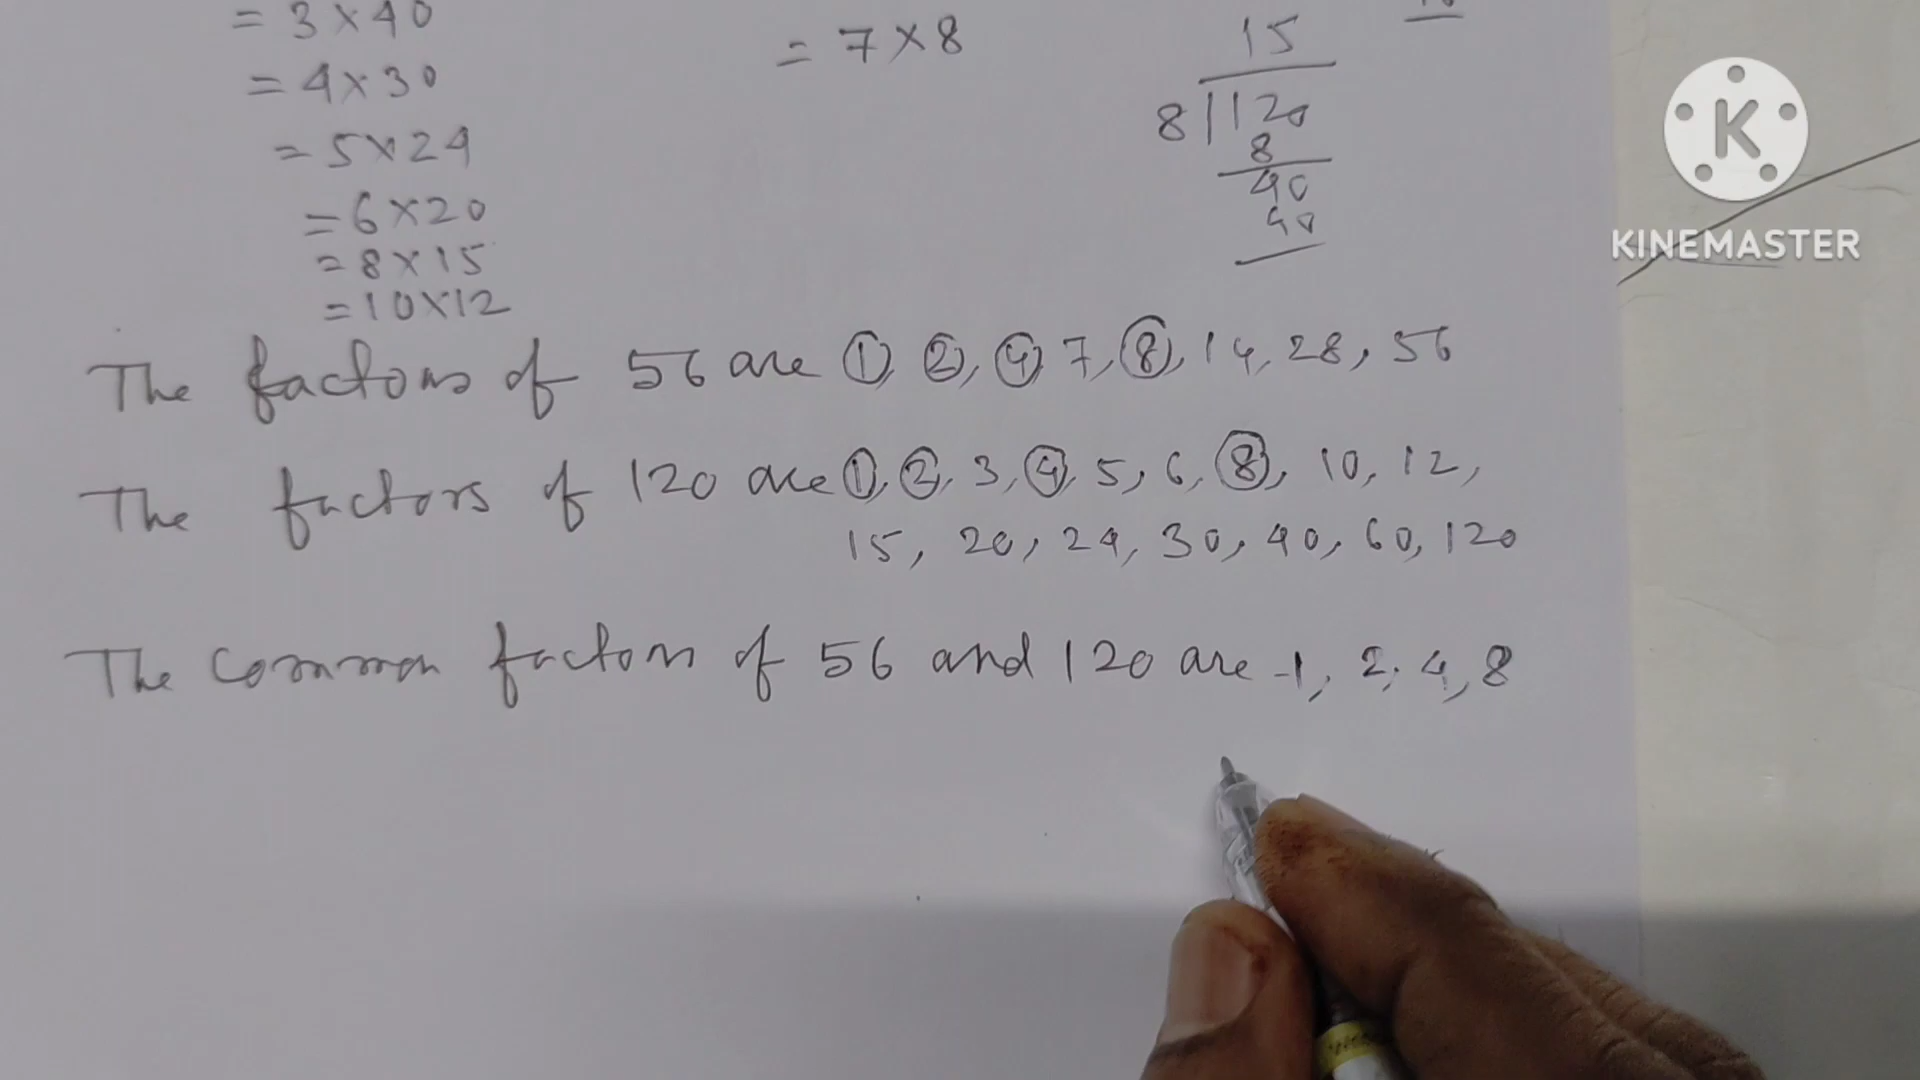 = 3 × 40
= 4 × 30
= 5 × 24
= 6 × 20
= 8 × 15
= 10 × 12
= 7 × 8
15
8 | 120
8
40
40
K
KINEMASTER
The factors of 56 are 1, 2, 4, 7, 8, 14, 28, 56
The factors of 120 are 1, 2, 3, 4, 5, 6, 8, 10, 12,
15, 20, 24, 30, 40, 60, 120
The common factors of 56 and 120 are 1, 2, 4, 8